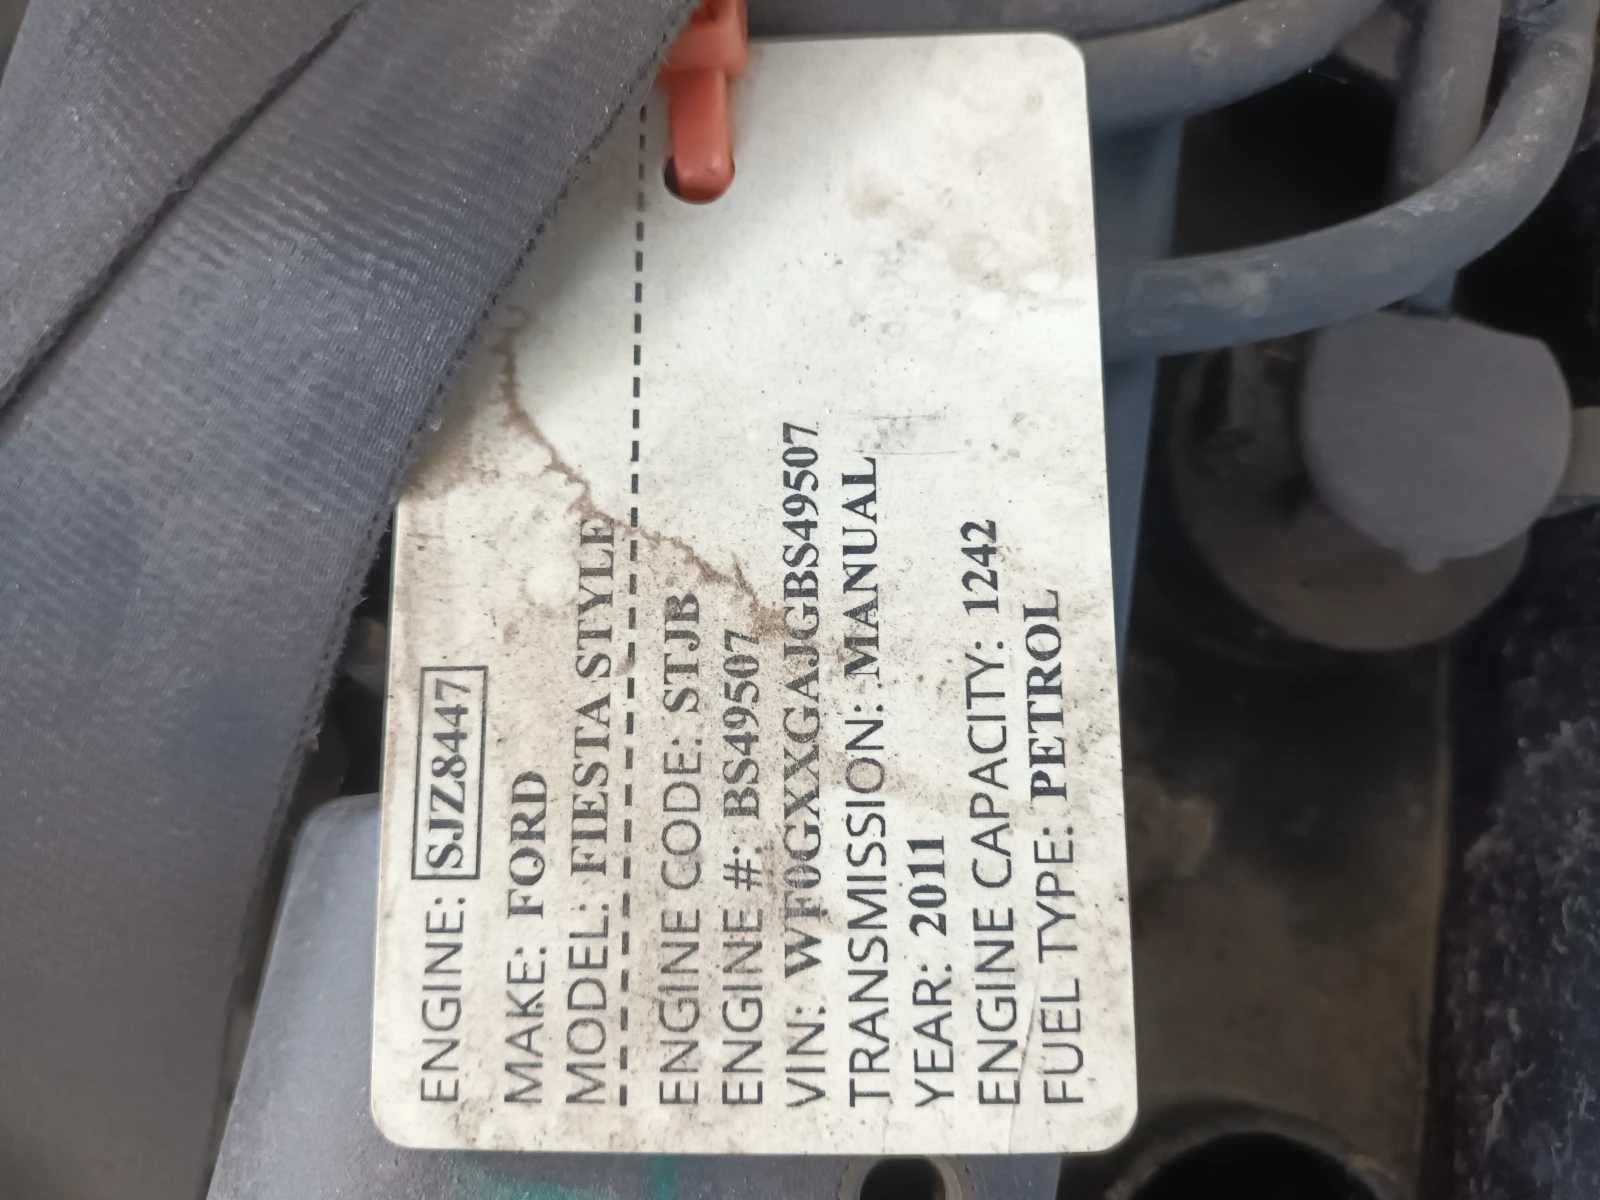 ENGINE: SJZ8447
MAKE: FORD
MODEL: FIESTA STYLE
ENGINE CODE: STJB
ENGINE #: BS49507
VIN: WF0GXXGAJGBS49507
TRANSMISSION: MANUAL
YEAR: 2011
ENGINE CAPACITY: 1242
FUEL TYPE: PETROL